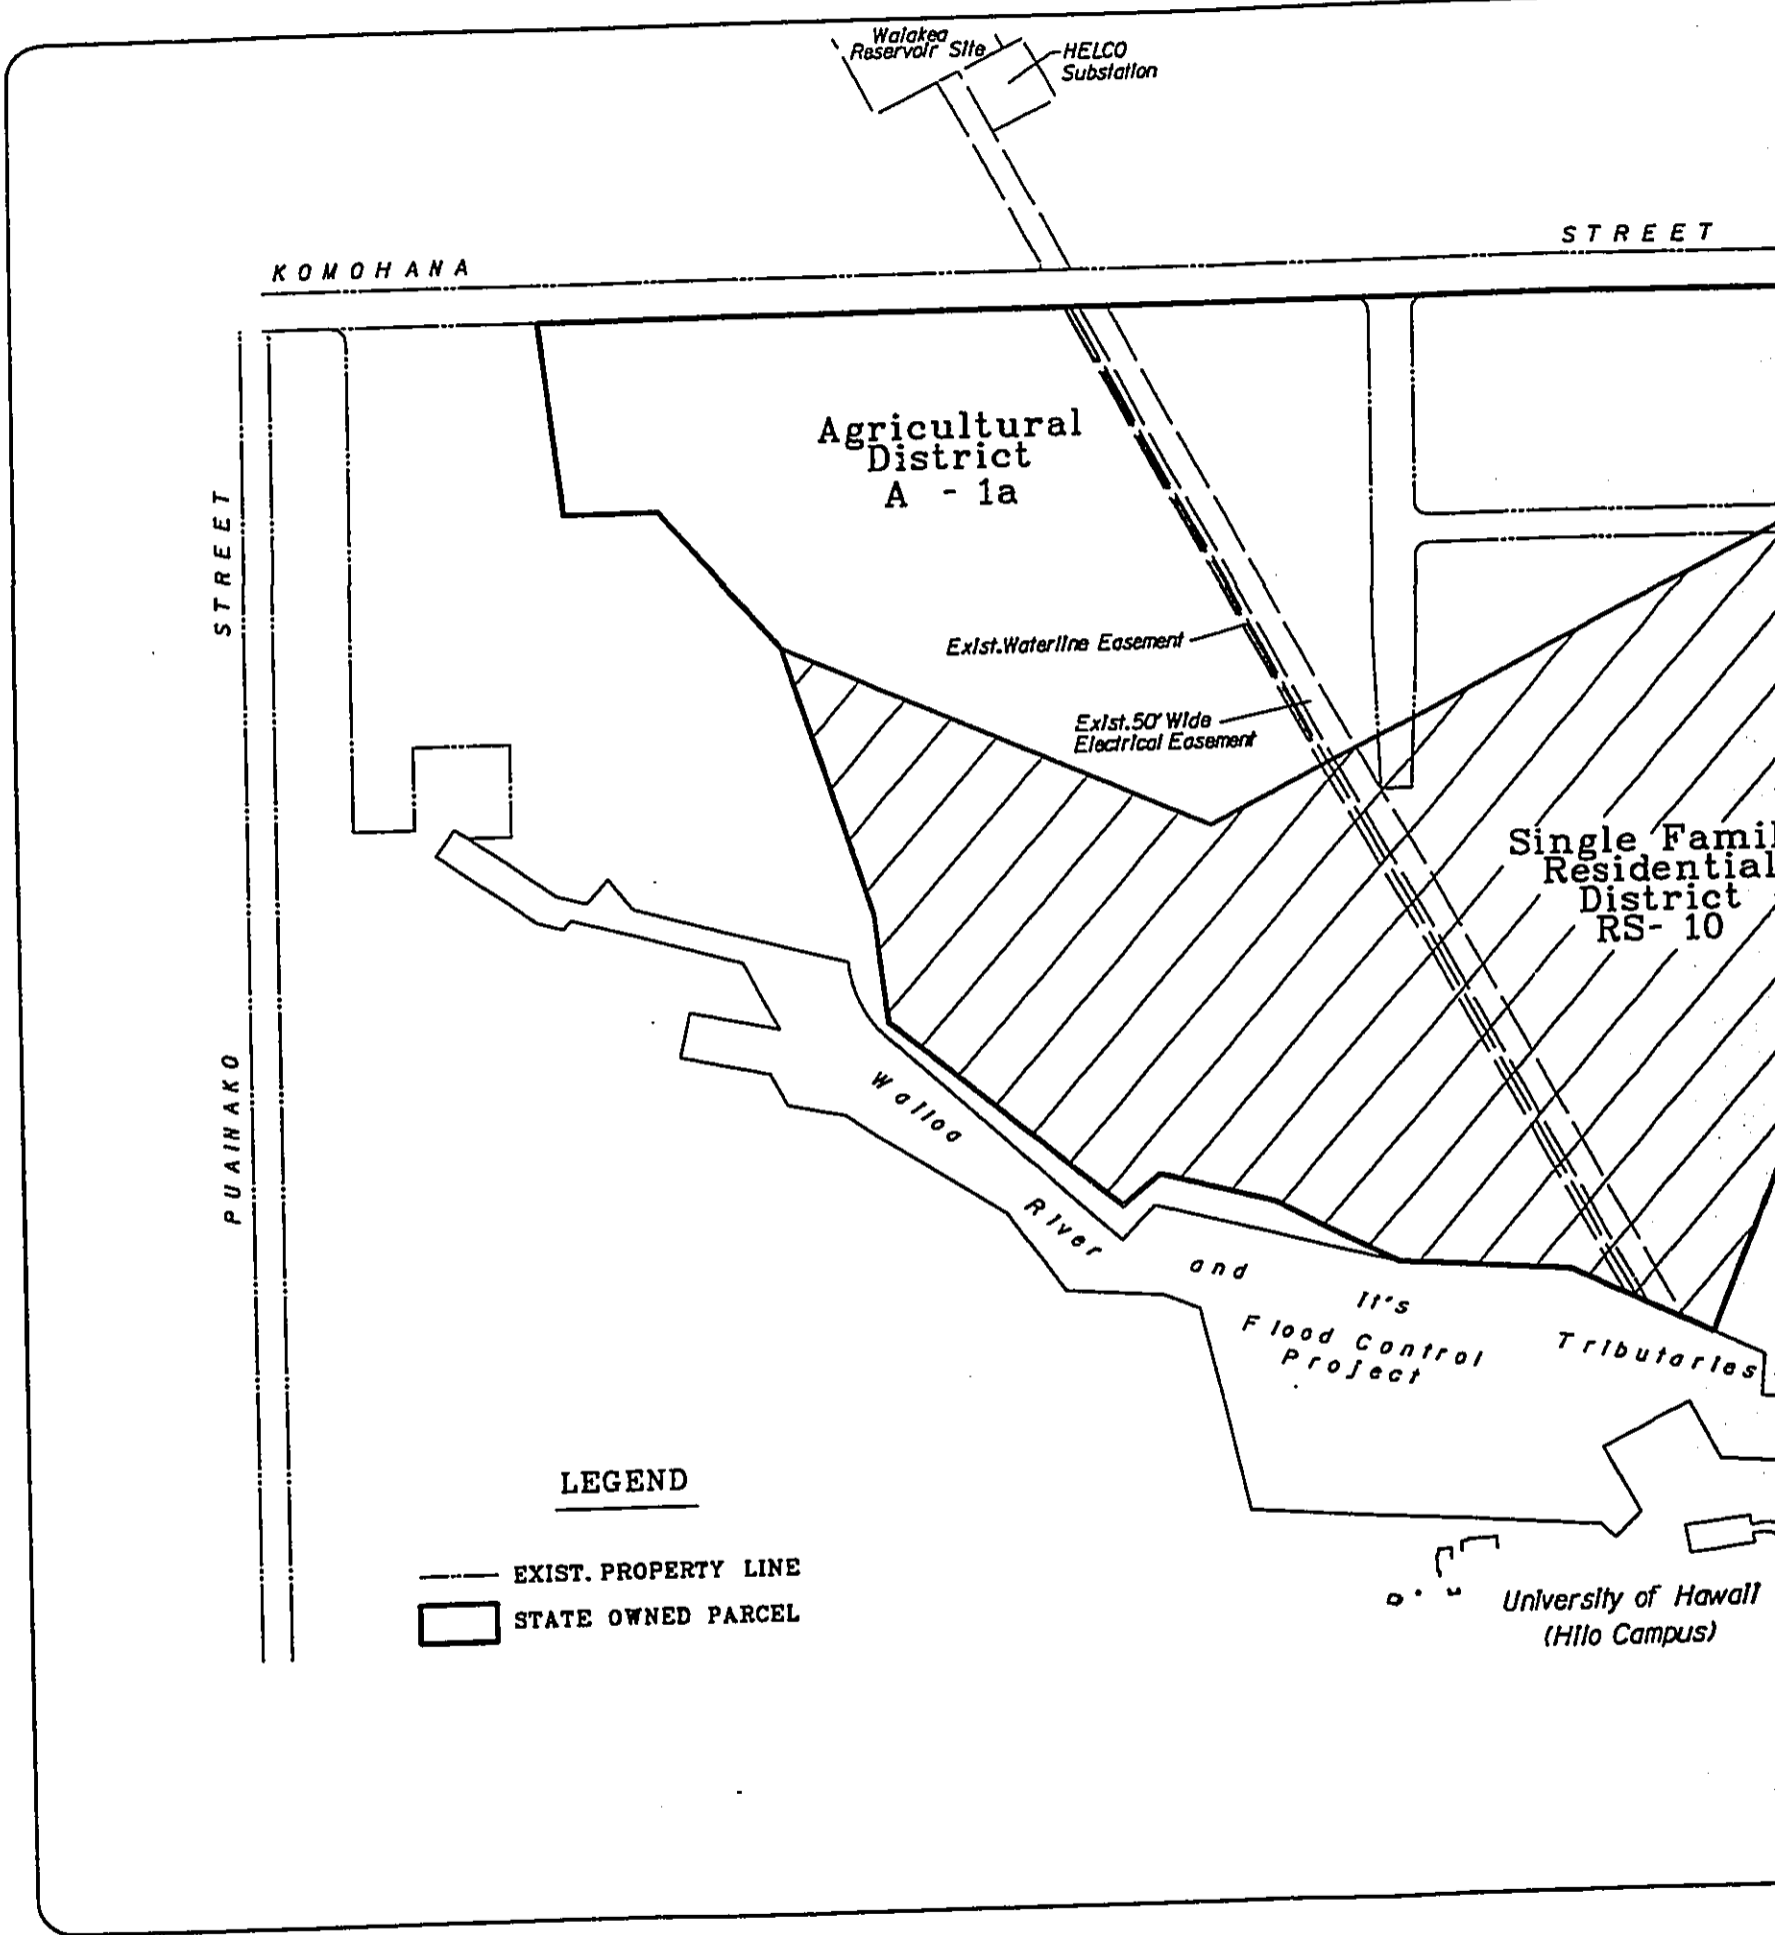 Waiakea
Reservoir Site
HELCO
Substation
KOMOHANA
STREET
Agricultural
District
A - 1a
STREET
PUAINAKO
Exist. Waterline Easement
Exist. 50' Wide
Electrical Easement
Single Famil
Residential
District
RS- 10
Wailoa
River
and
It's
Tributaries
Flood Control
Project
LEGEND
EXIST. PROPERTY LINE
STATE OWNED PARCEL
University of Hawaii
(Hilo Campus)